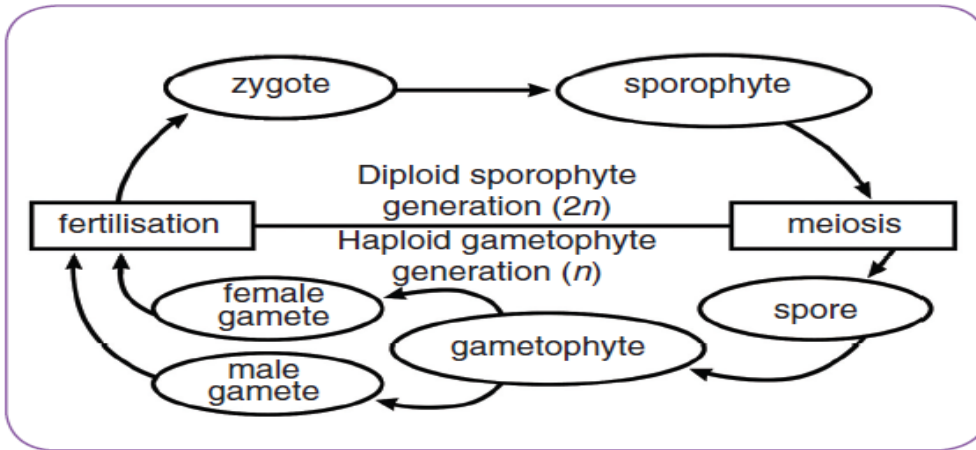 zygote
sporophyte
Diploid sporophyte
generation (2n)
fertilisation
meiosis
Haploid gametophyte
generation (n)
female
gamete
spore
gametophyte
male
gamete